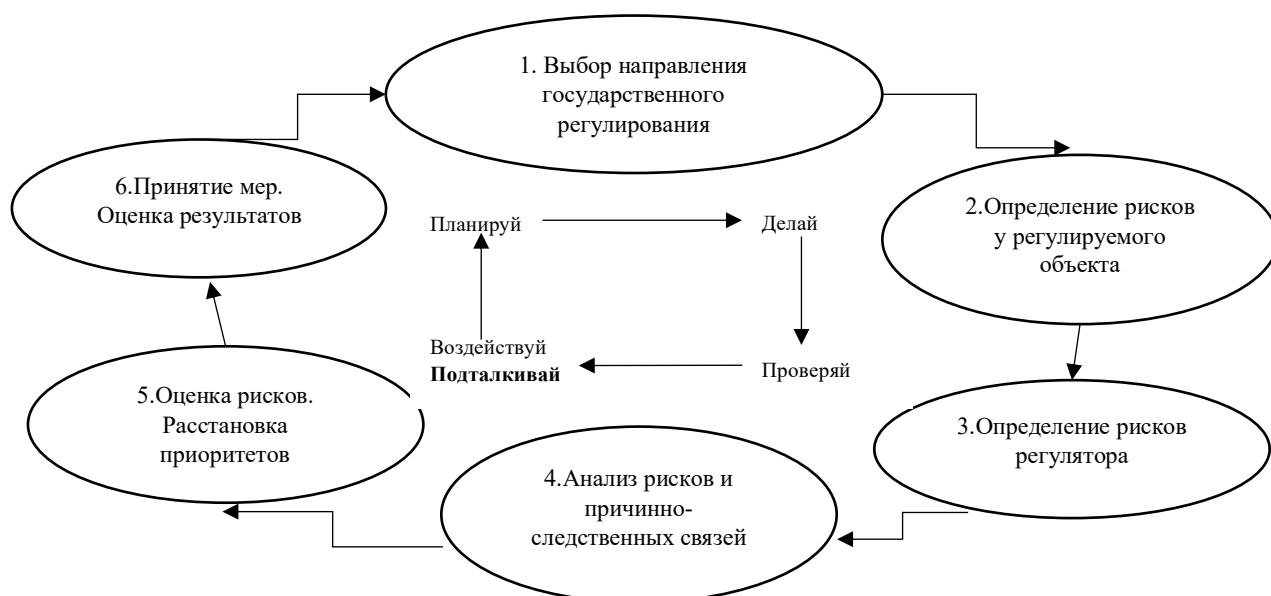 1. Выбор направления
государственного
регулирования
6.Принятие мер.
Оценка результатов
2.Определение рисков
у регулируемого
объекта
Планируй
Делай
Воздействуй
Подталкивай
Проверяй
5.Оценка рисков.
Расстановка
приоритетов
3.Определение рисков
регулятора
4.Анализ рисков и
причинно-
следственных связей